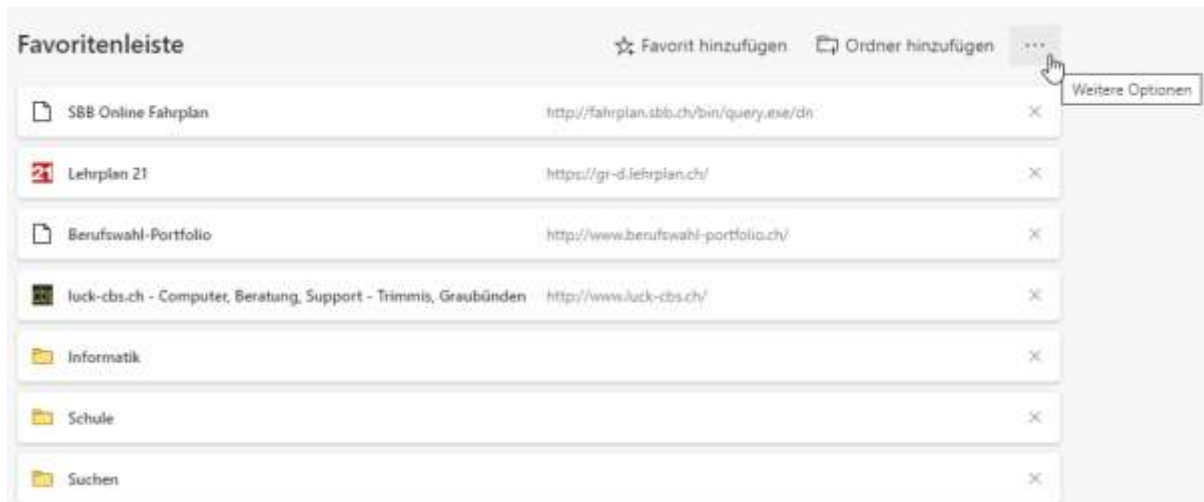 Favoritenleiste
Favorit hinzufügen
Ordner hinzufügen
Weitere Optionen
SBB Online Fahrplan http://fahrplan.sbb.ch/bin/query.exe/dn
21 Lehrplan 21 https://gr-d.lehrplan.ch/
Berufswahl-Portfolio http://www.berufswahl-portfolio.ch/
luck-cbs.ch - Computer, Beratung, Support - Trimmis, Graubünden http://www.luck-cbs.ch/
Informatik
Schule
Suchen